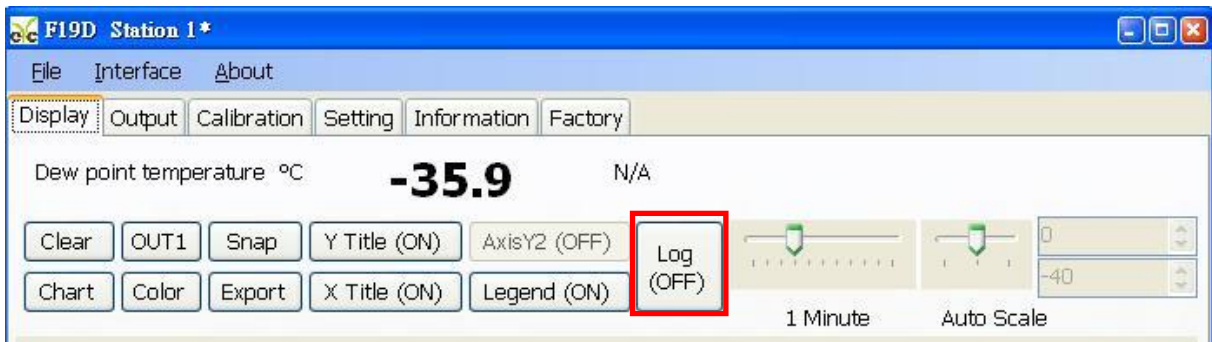 F19D Station 1*
File Interface About
Display Output Calibration Setting Information Factory
Dew point temperature ºC -35.9 N/A
Clear OUT1 Snap Y Title (ON) AxisY2 (OFF) Log (OFF) 0
Chart Color Export X Title (ON) Legend (ON) -40
1 Minute Auto Scale